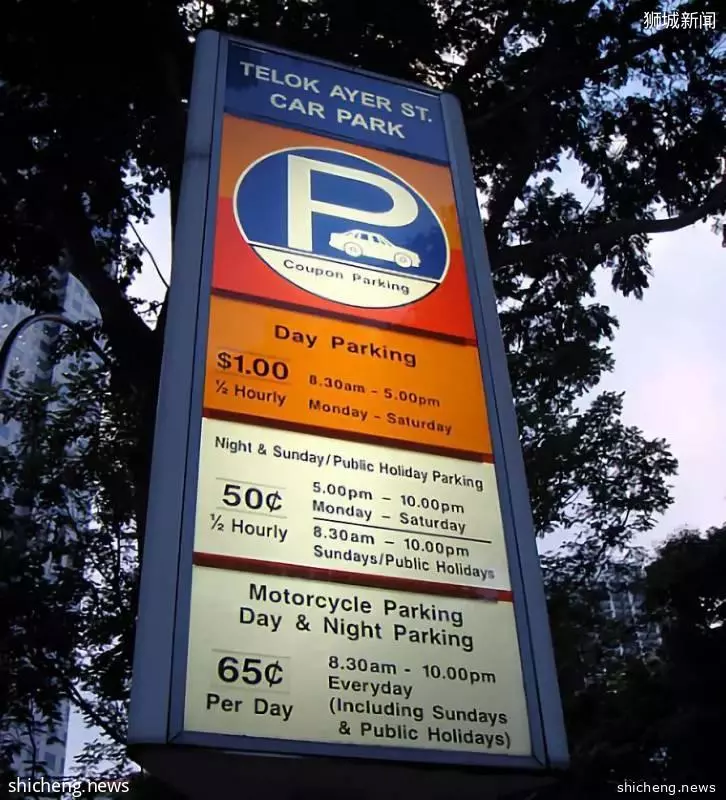 狮城新闻
TELOK AYER ST.
CAR PARK
P
Coupon Parking
Day Parking
$1.00
½ Hourly
8.30am - 5.00pm
Monday - Saturday
Night & Sunday/Public Holiday Parking
50¢
½ Hourly
5.00pm - 10.00pm
Monday - Saturday
8.30am - 10.00pm
Sundays/Public Holidays
Motorcycle Parking
Day & Night Parking
65¢
Per Day
8.30am - 10.00pm
Everyday
(Including Sundays
& Public Holidays)
shicheng.news
shicheng.news